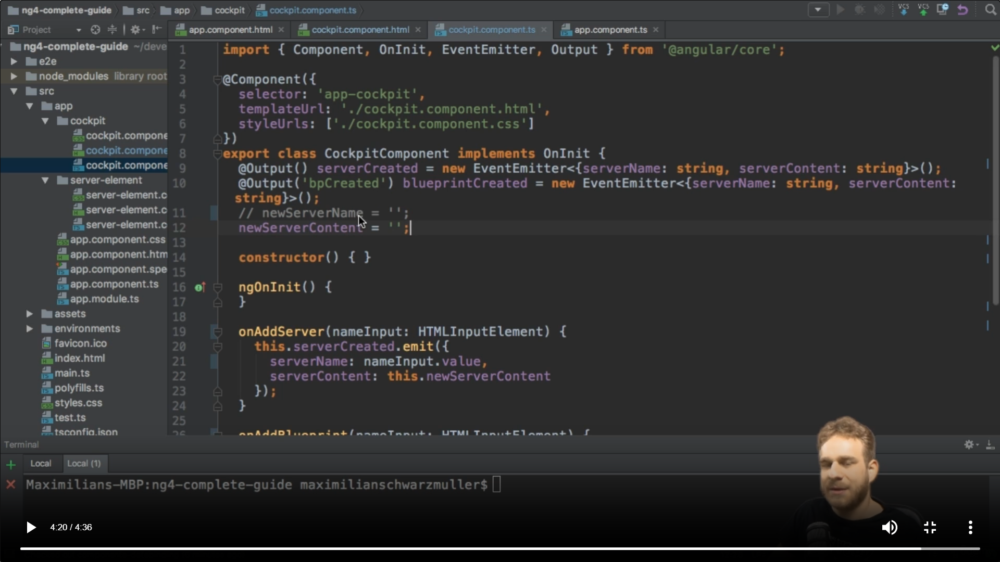 ng4-complete-guide src app cockpit cockpit.component.ts
VCS VCS
Project
app.component.html cockpit.component.html cockpit.component.ts app.component.ts
ng4-complete-guide ~/deve
e2e
node_modules library root
src
app
cockpit
cockpit.compone
cockpit.compone
cockpit.compone
server-element
server-element.c
server-element.c
server-element.c
app.component.css
app.component.htm
app.component.spe
app.component.ts
app.module.ts
assets
environments
favicon.ico
index.html
main.ts
polyfills.ts
styles.css
test.ts
tsconfig.json
1 import { Component, OnInit, EventEmitter, Output } from '@angular/core';
2
3 @Component({
4 selector: 'app-cockpit',
5 templateUrl: './cockpit.component.html',
6 styleUrls: ['./cockpit.component.css']
7 })
8 export class CockpitComponent implements OnInit {
9 @Output() serverCreated = new EventEmitter<{serverName: string, serverContent: string}>();
10 @Output('bpCreated') blueprintCreated = new EventEmitter<{serverName: string, serverContent:
string}>();
11 // newServerName = '';
12 newServerContent = '';
13
14 constructor() { }
15
16 ngOnInit() {
17 }
18
19 onAddServer(nameInput: HTMLInputElement) {
20 this.serverCreated.emit({
21 serverName: nameInput.value,
22 serverContent: this.newServerContent
23 });
24 }
25
26 onAddBlueprint(nameInput: HTMLInputElement) {
Terminal
Local Local (1)
Maximilians-MBP:ng4-complete-guide maximilianschwarzmuller$
4:20 / 4:36